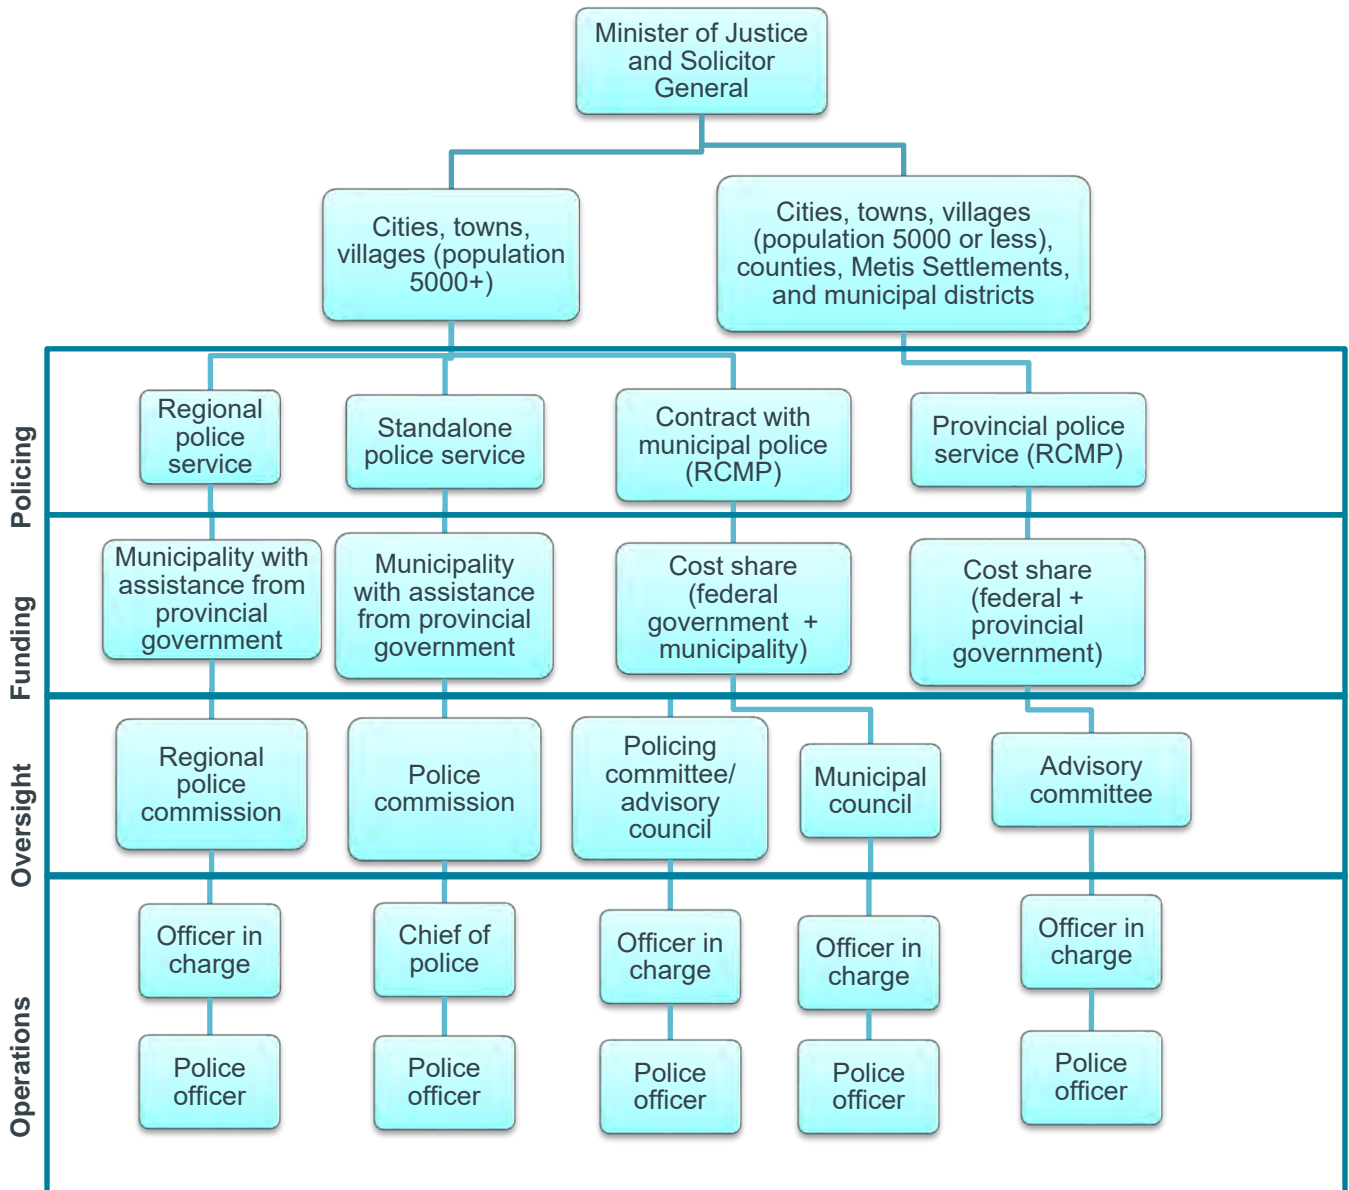 Minister of Justice
and Solicitor
General
Cities, towns,
villages (population
5000+)
Cities, towns, villages
(population 5000 or less),
counties, Metis Settlements,
and municipal districts
Policing
Regional
police
service
Standalone
police service
Contract with
municipal police
(RCMP)
Provincial police
service (RCMP)
Funding
Municipality with
assistance from
provincial
government
Municipality
with assistance
from provincial
government
Cost share
(federal
government +
municipality)
Cost share
(federal +
provincial
government)
Oversight
Regional
police
commission
Police
commission
Policing
committee/
advisory
council
Municipal
council
Advisory
committee
Operations
Officer in
charge
Chief of
police
Officer in
charge
Officer in
charge
Officer in
charge
Police
officer
Police
officer
Police
officer
Police
officer
Police
officer